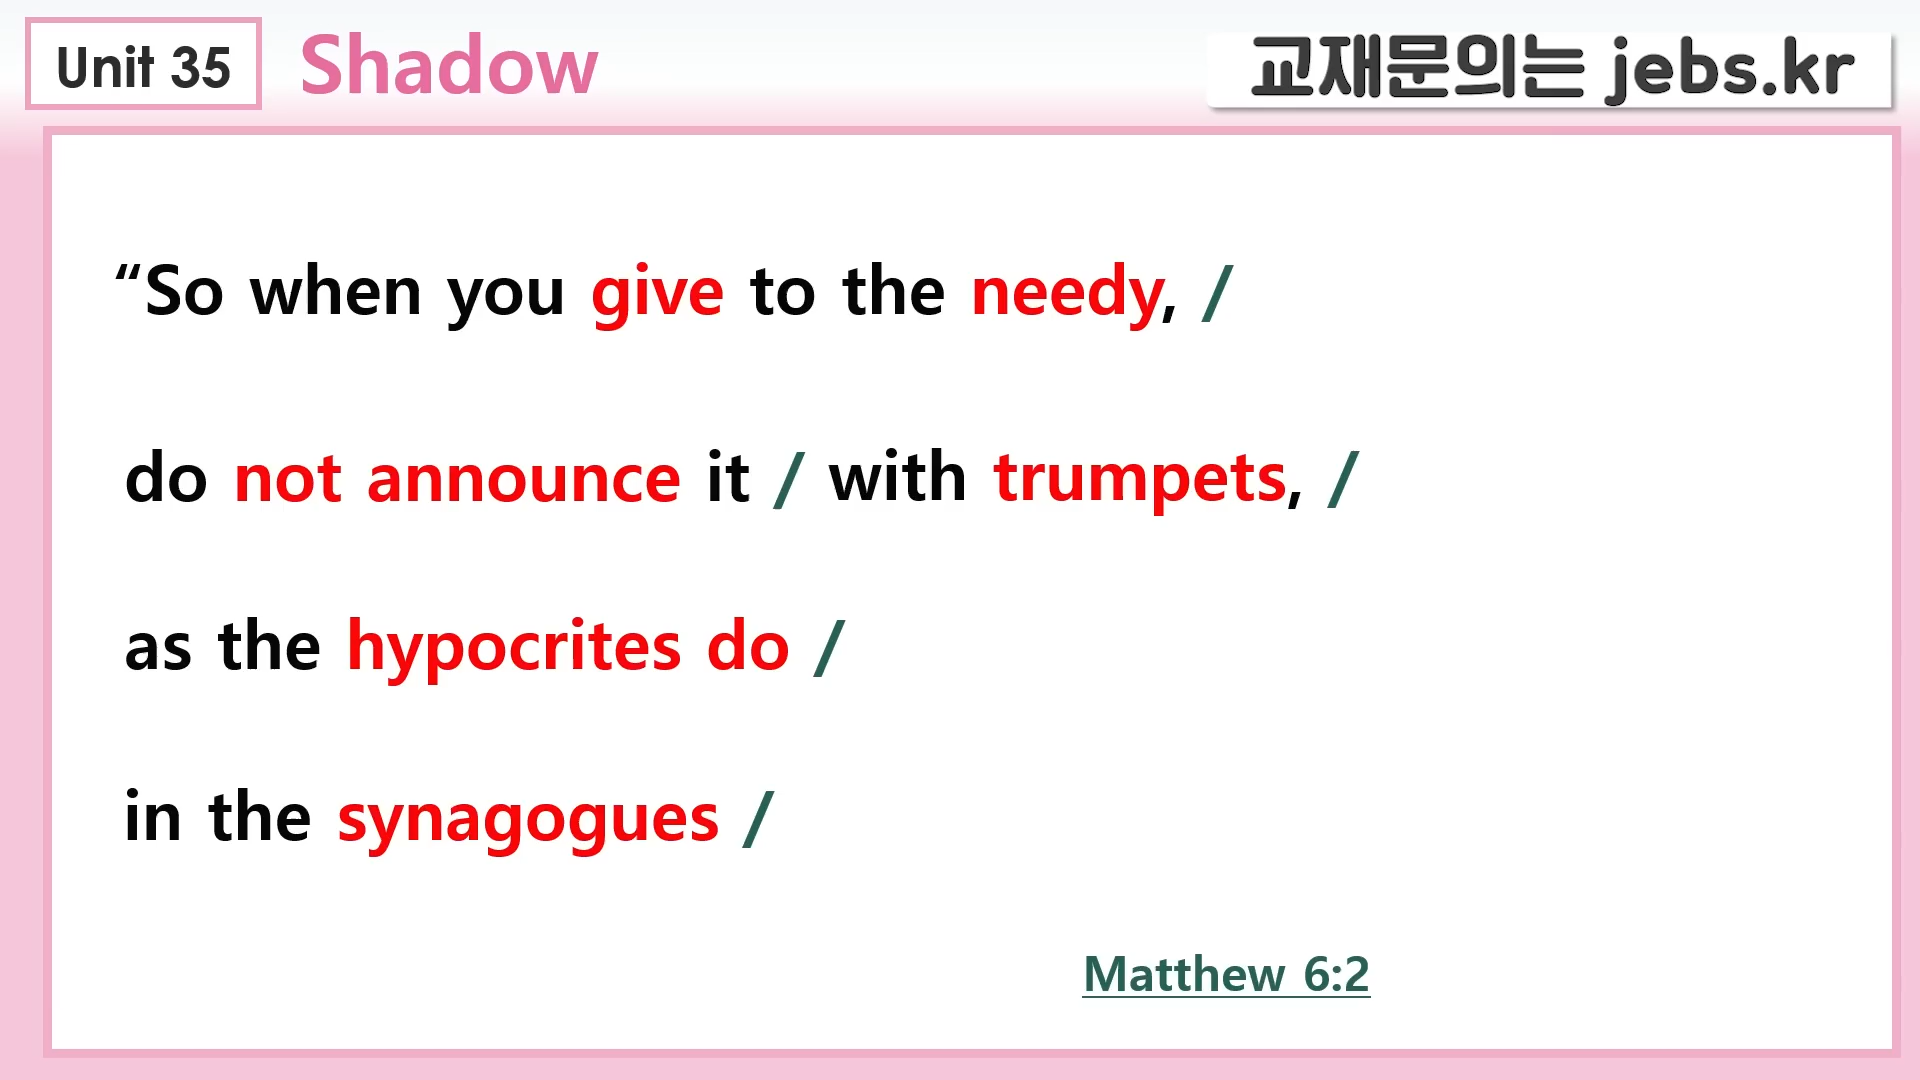 Unit 35
Shadow
교재문의는 jebs.kr
“So when you give to the needy, /
do not announce it / with trumpets, /
as the hypocrites do /
in the synagogues /
Matthew 6:2